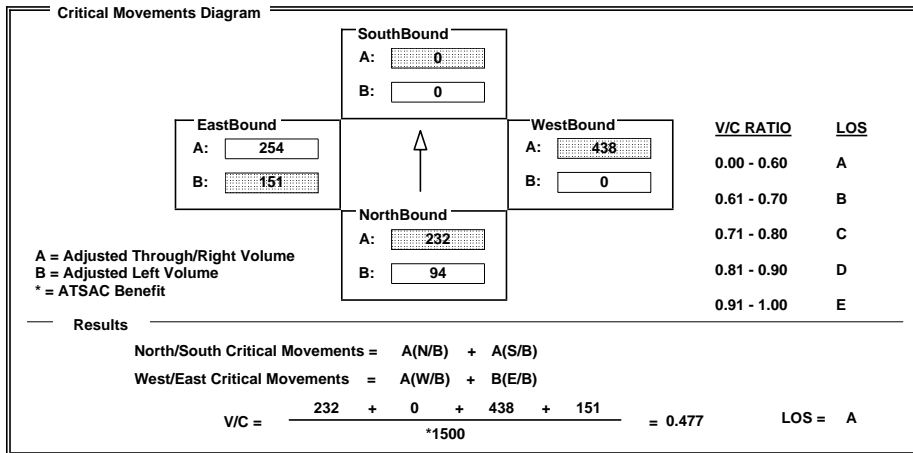 Critical Movements Diagram
SouthBound
A: 0
B: 0
EastBound
A: 254
B: 151
WestBound
A: 438
B: 0
NorthBound
A: 232
B: 94
V/C RATIO LOS
0.00 - 0.60 A
0.61 - 0.70 B
0.71 - 0.80 C
0.81 - 0.90 D
0.91 - 1.00 E
A = Adjusted Through/Right Volume
B = Adjusted Left Volume
* = ATSAC Benefit
Results
North/South Critical Movements = A(N/B) + A(S/B)
West/East Critical Movements = A(W/B) + B(E/B)
232 + 0 + 438 + 151
V/C = = 0.477 LOS = A
*1500